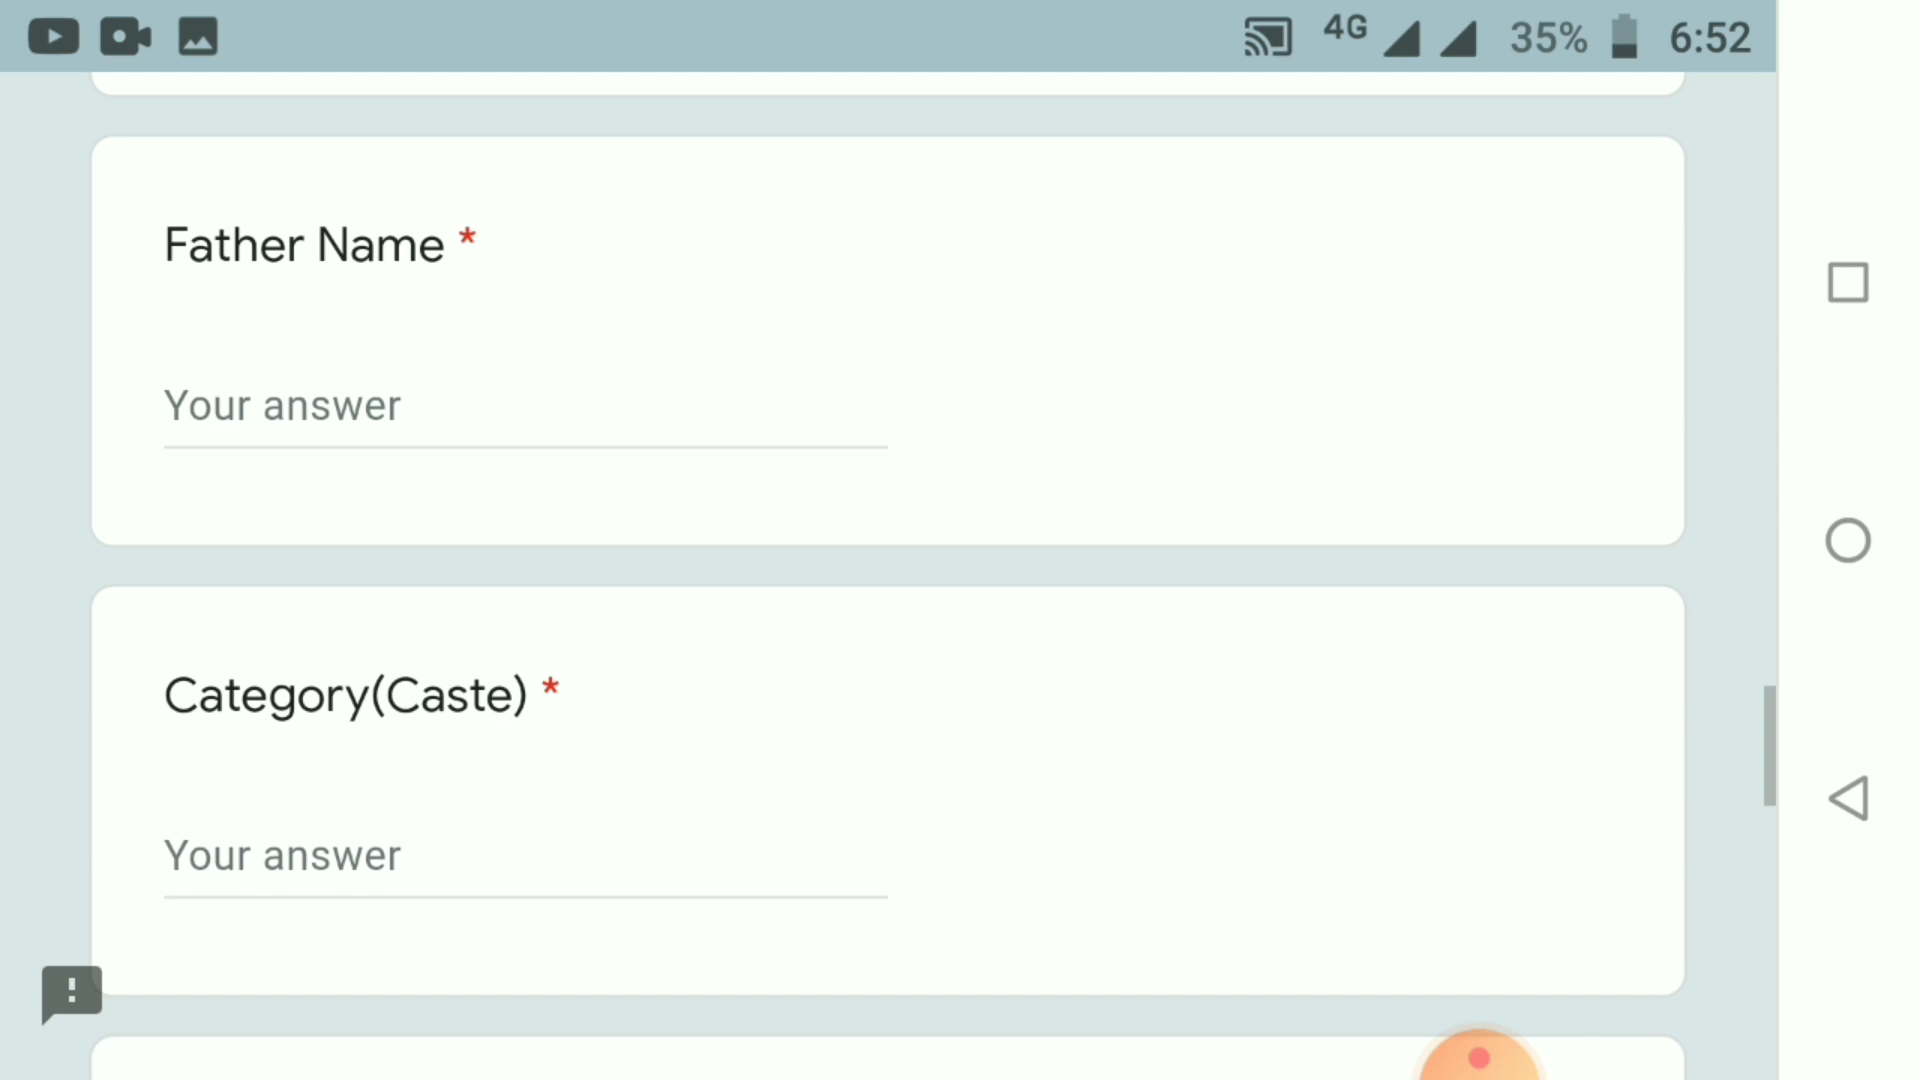 4G 35% 6:52
Father Name *
Your answer
Category(Caste) *
Your answer